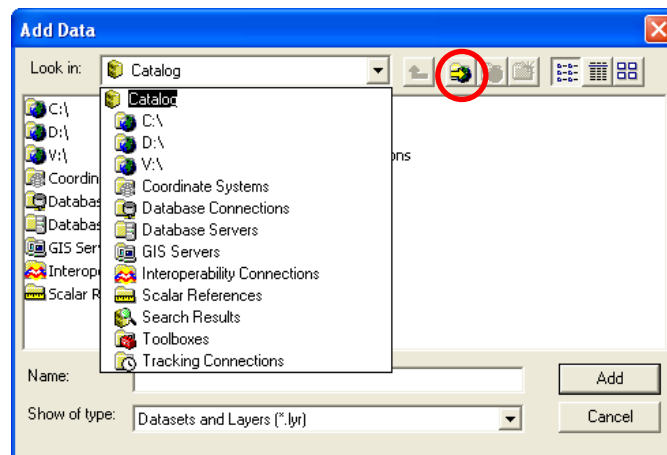 Add Data
Look in:
Catalog
Catalog
C:\
D:\
V:\
Coordinate Systems
Database Connections
Database Servers
GIS Servers
Interoperability Connections
Scalar References
Search Results
Toolboxes
Tracking Connections
C:\
D:\
V:\
Coordin
Databas
Databas
GIS Ser
Interop
Scalar R
ons
Name:
Add
Show of type:
Datasets and Layers (*.lyr)
Cancel